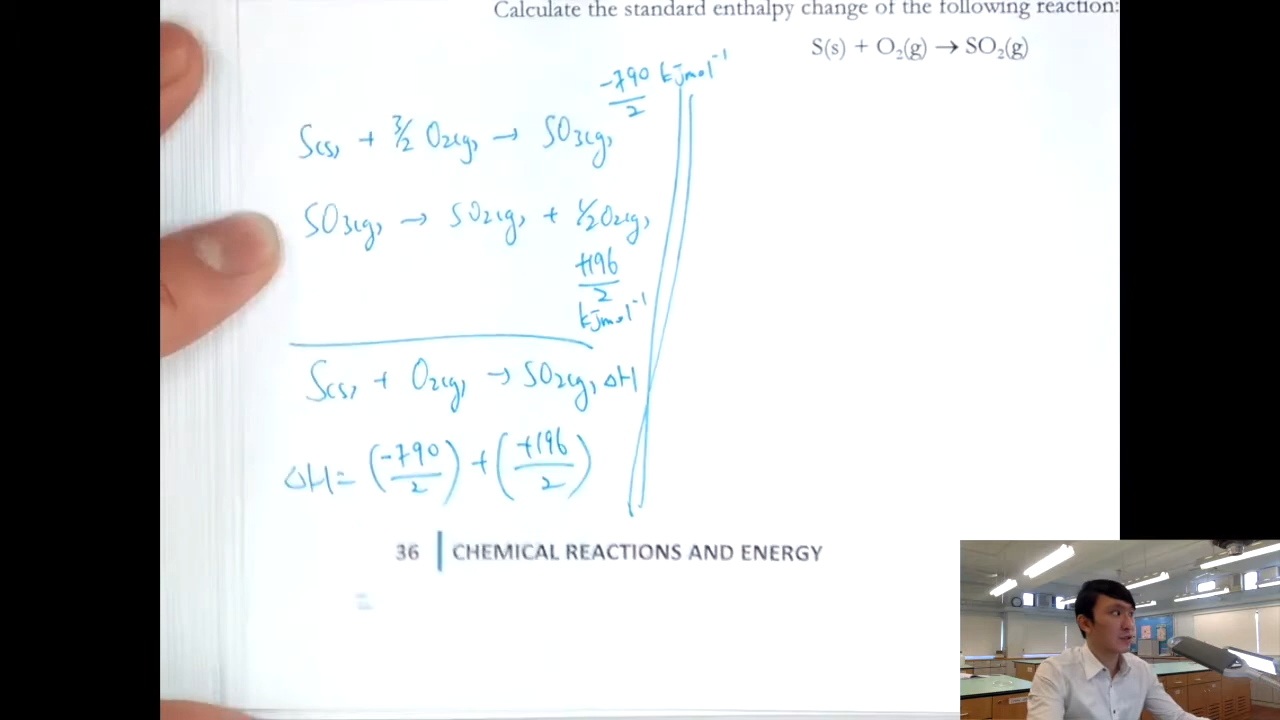 Calculate the standard enthalpy change of the following reaction:
S(s) + O₂(g) → SO₂(g)
-790/2 kJmol⁻¹
S(s) + 3/2 O₂(g) → SO₃(g)
SO₃(g) → SO₂(g) + 1/2 O₂(g)
+196/2
kJmol⁻¹
S(s) + O₂(g) → SO₂(g) ΔH
ΔH = (-790/2) + (+196/2)
36 | CHEMICAL REACTIONS AND ENERGY